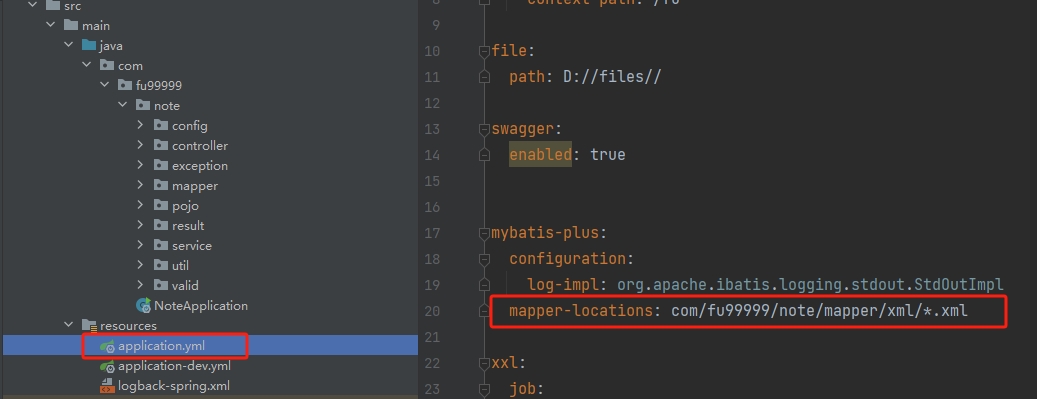 src
main
java
com
fu99999
note
config
controller
exception
mapper
pojo
result
service
util
valid
NoteApplication
resources
application.yml
application-dev.yml
logback-spring.xml
9
10 file:
11 path: D://files//
12
13 swagger:
14 enabled: true
15
16
17 mybatis-plus:
18 configuration:
19 log-impl: org.apache.ibatis.logging.stdout.StdOutImpl
20 mapper-locations: com/fu99999/note/mapper/xml/*.xml
21
22 xxl:
23 job: